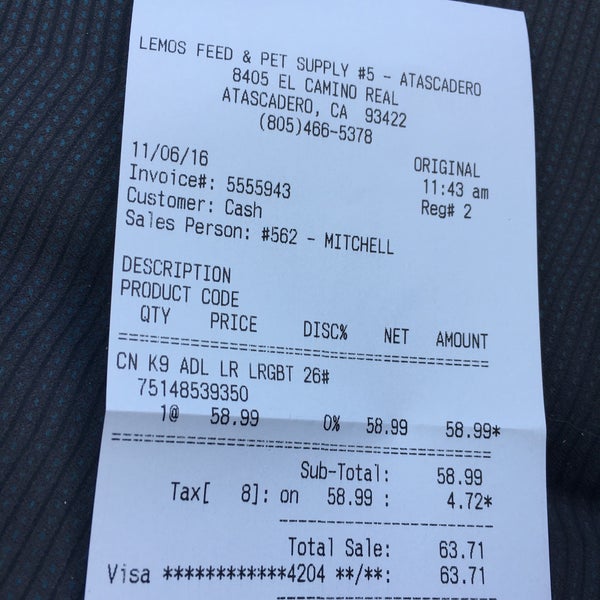 LEMOS FEED & PET SUPPLY #5 - ATASCADERO
8405 EL CAMINO REAL
ATASCADERO, CA 93422
(805)466-5378
11/06/16 ORIGINAL
Invoice#: 5555943 11:43 am
Customer: Cash Reg# 2
Sales Person: #562 - MITCHELL
DESCRIPTION
PRODUCT CODE
QTY PRICE DISC% NET AMOUNT
CN K9 ADL LR LRGBT 26#
75148539350
1@ 58.99 0% 58.99 58.99*
Sub-Total: 58.99
Tax[ 8]: on 58.99 : 4.72*
Total Sale: 63.71
Visa ************4204 **/**: 63.71